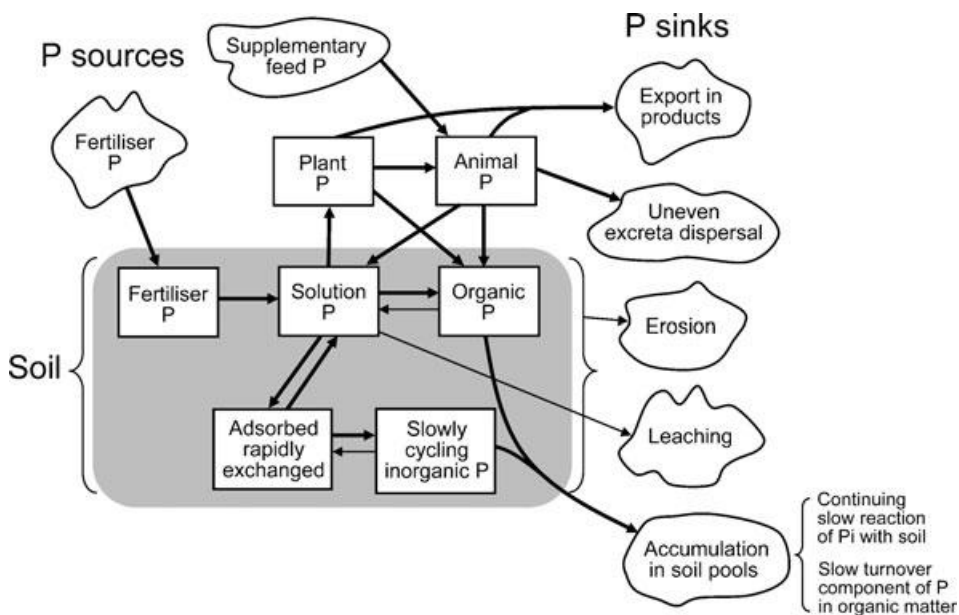 P sources
Supplementary
feed P
P sinks
Fertiliser
P
Export in
products
Plant
P
Animal
P
Uneven
excreta dispersal
Soil
Fertiliser
P
Solution
P
Organic
P
Erosion
Adsorbed
rapidly
exchanged
Slowly
cycling
inorganic P
Leaching
Accumulation
in soil pools
Continuing
slow reaction
of Pi with soil
Slow turnover
component of P
in organic matter